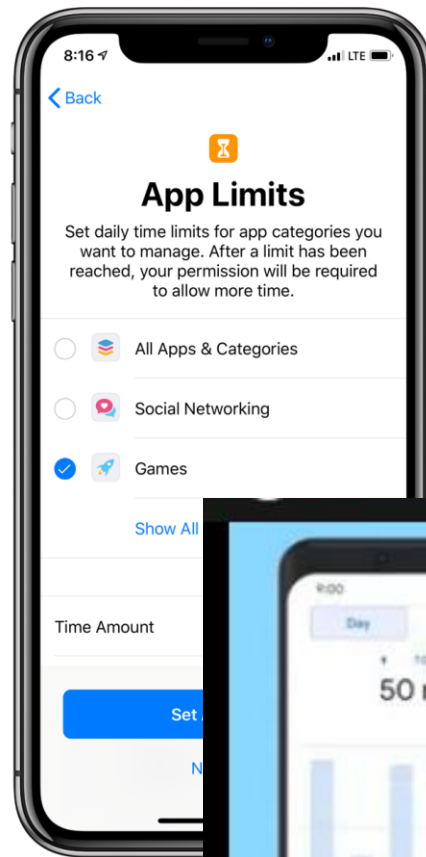 8:16
LTE
Back
App Limits
Set daily time limits for app categories you
want to manage. After a limit has been
reached, your permission will be required
to allow more time.
All Apps & Categories
Social Networking
Games
Show All
Time Amount
Set
9:00
Day
50